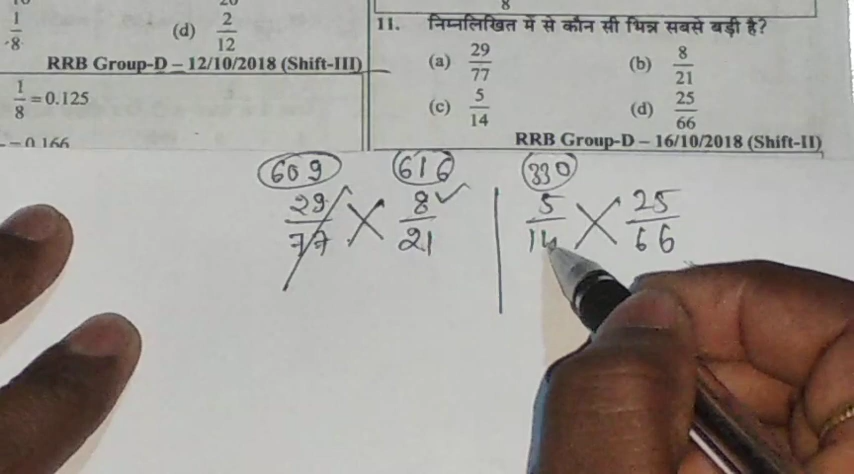 8
1/8
(d) 2/12
11. निम्नलिखित में से कौन सी भिन्न सबसे बड़ी है?
RRB Group-D – 12/10/2018 (Shift-III)
(a) 29/77 (b) 8/21
1/8 = 0.125
(c) 5/14 (d) 25/66
RRB Group-D – 16/10/2018 (Shift-II)
= 0.166
609 616 330
29/77 × 8/21 ✓ | 5/14 × 25/66